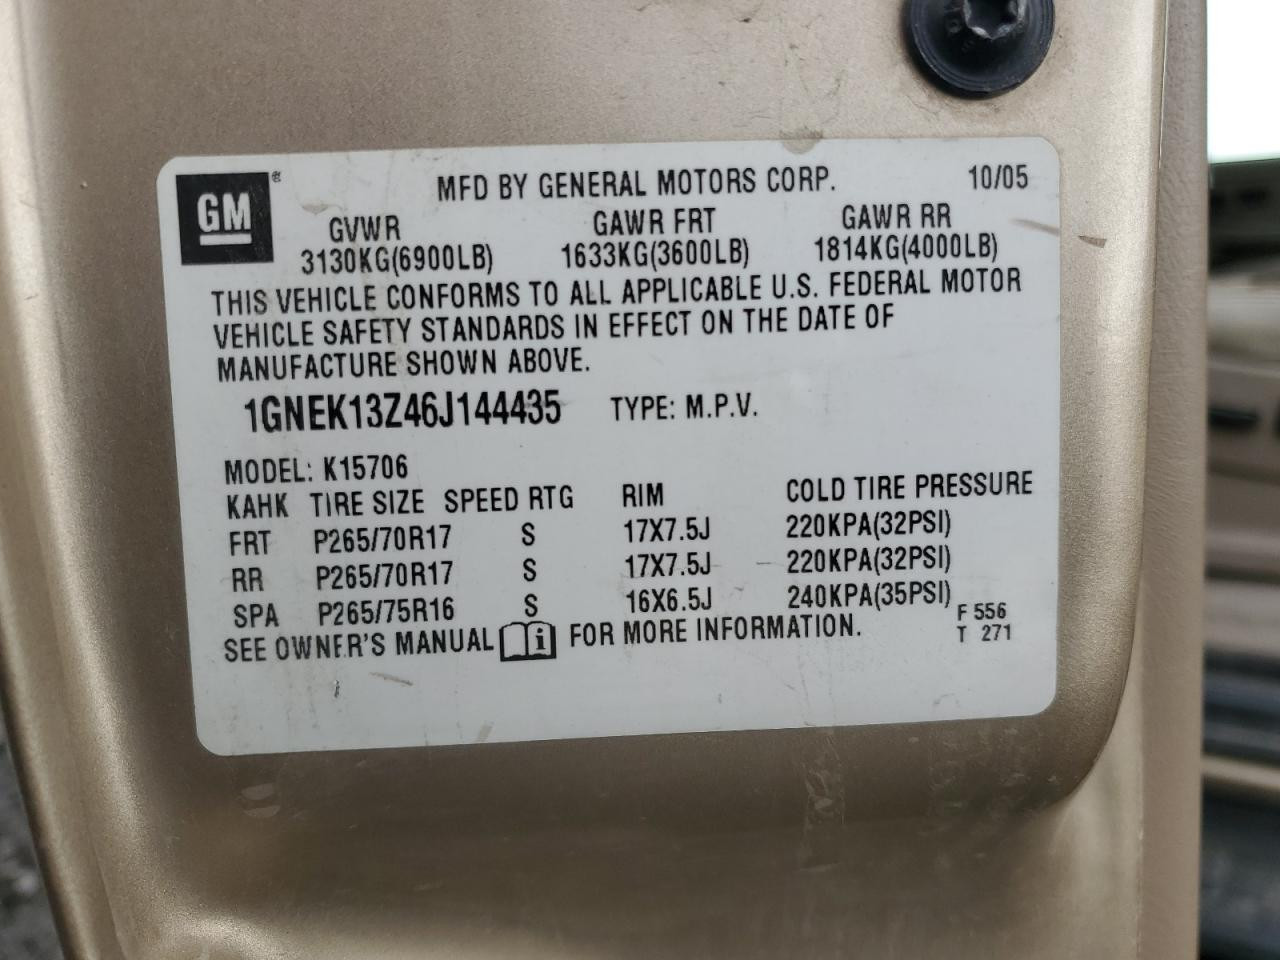 GM® MFD BY GENERAL MOTORS CORP. 10/05
GVWR GAWR FRT GAWR RR
3130KG(6900LB) 1633KG(3600LB) 1814KG(4000LB)
THIS VEHICLE CONFORMS TO ALL APPLICABLE U.S. FEDERAL MOTOR
VEHICLE SAFETY STANDARDS IN EFFECT ON THE DATE OF
MANUFACTURE SHOWN ABOVE.
1GNEK13Z46J144435 TYPE: M.P.V.
MODEL: K15706
KAHK TIRE SIZE SPEED RTG RIM COLD TIRE PRESSURE
FRT P265/70R17 S 17X7.5J 220KPA(32PSI)
RR P265/70R17 S 17X7.5J 220KPA(32PSI)
SPA P265/75R16 S 16X6.5J 240KPA(35PSI)
SEE OWNER'S MANUAL i FOR MORE INFORMATION.
F 556
T 271